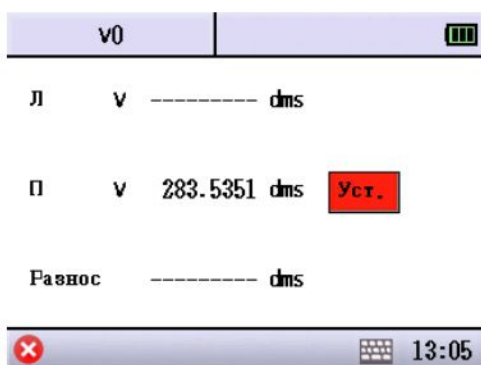 V0
Л V --------- dms
П V 283.5351 dms Уст.
Разнос --------- dms
13:05